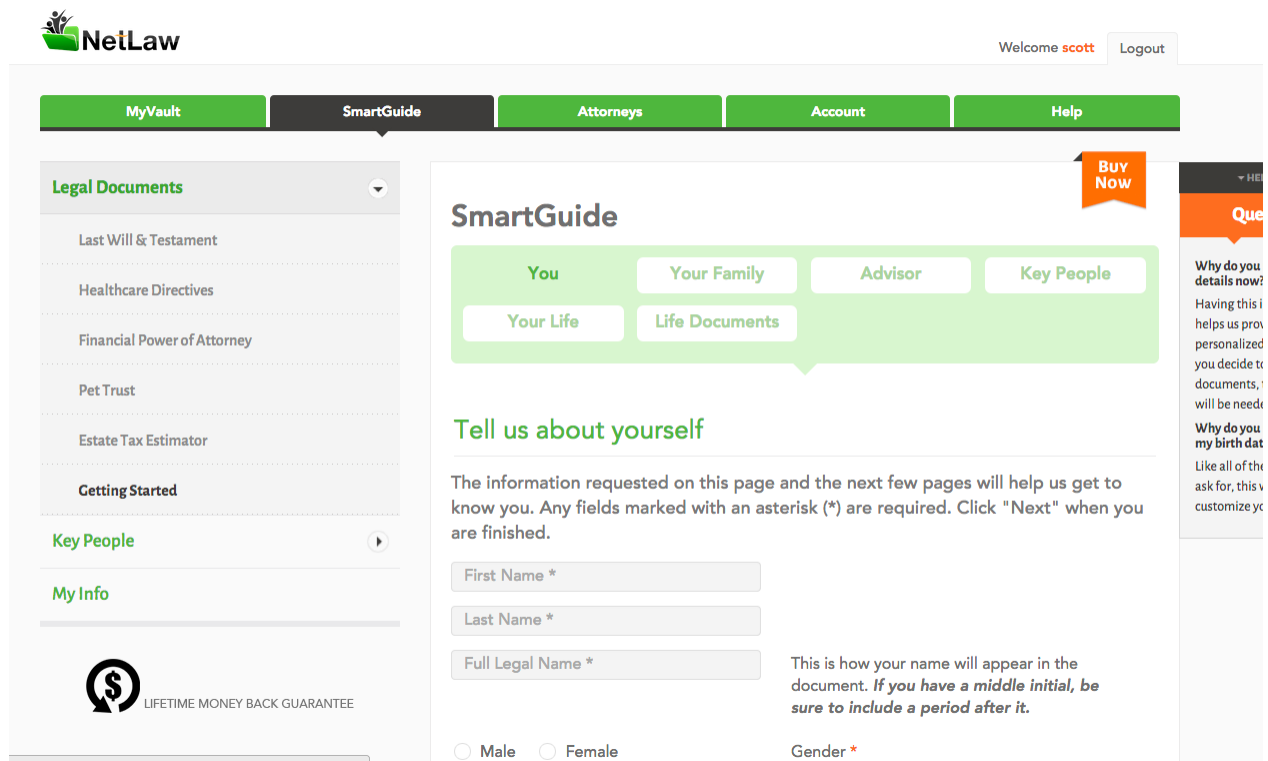 NetLaw
Welcome scott
Logout
MyVault
SmartGuide
Attorneys
Account
Help
Legal Documents
Last Will & Testament
Healthcare Directives
Financial Power of Attorney
Pet Trust
Estate Tax Estimator
Getting Started
Key People
My Info
$
LIFETIME MONEY BACK GUARANTEE
Buy
Now
SmartGuide
You
Your Family
Advisor
Key People
Your Life
Life Documents
Tell us about yourself
The information requested on this page and the next few pages will help us get to
know you. Any fields marked with an asterisk (*) are required. Click "Next" when you
are finished.
First Name *
Last Name *
Full Legal Name *
This is how your name will appear in the
document. If you have a middle initial, be
sure to include a period after it.
Male
Female
Gender *
Why do you
details now?
Having this
helps us
personalized
you decide
documents,
will be
Why do you
my birth
Like all of
ask for, this
customize